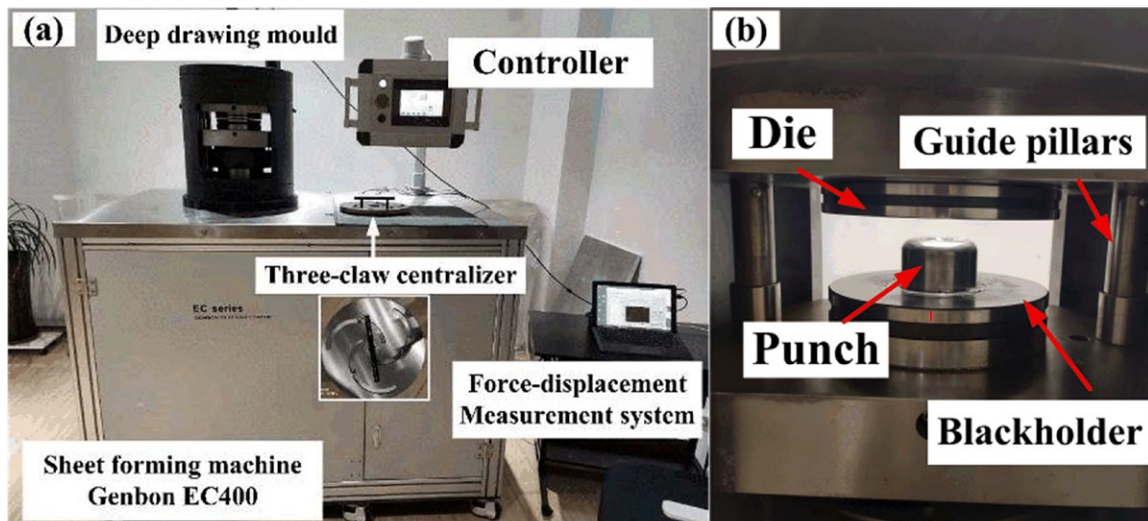 (a)
Deep drawing mould
Controller
Three-claw centralizer
EC series
Force-displacement
Measurement system
Sheet forming machine
Genbon EC400
(b)
Die
Guide pillars
Punch
Blackholder